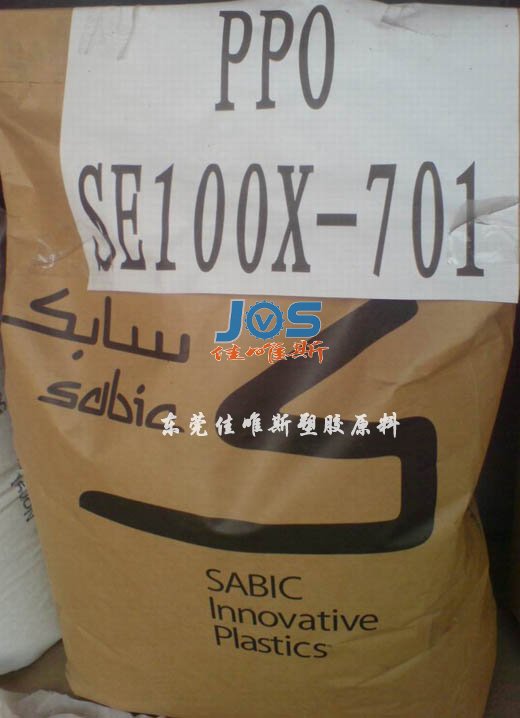 PPO
SE100X-701
سابك
sabic
JVS
佳唯斯
东莞佳唯斯塑胶原料
SABIC
Innovative
Plastics